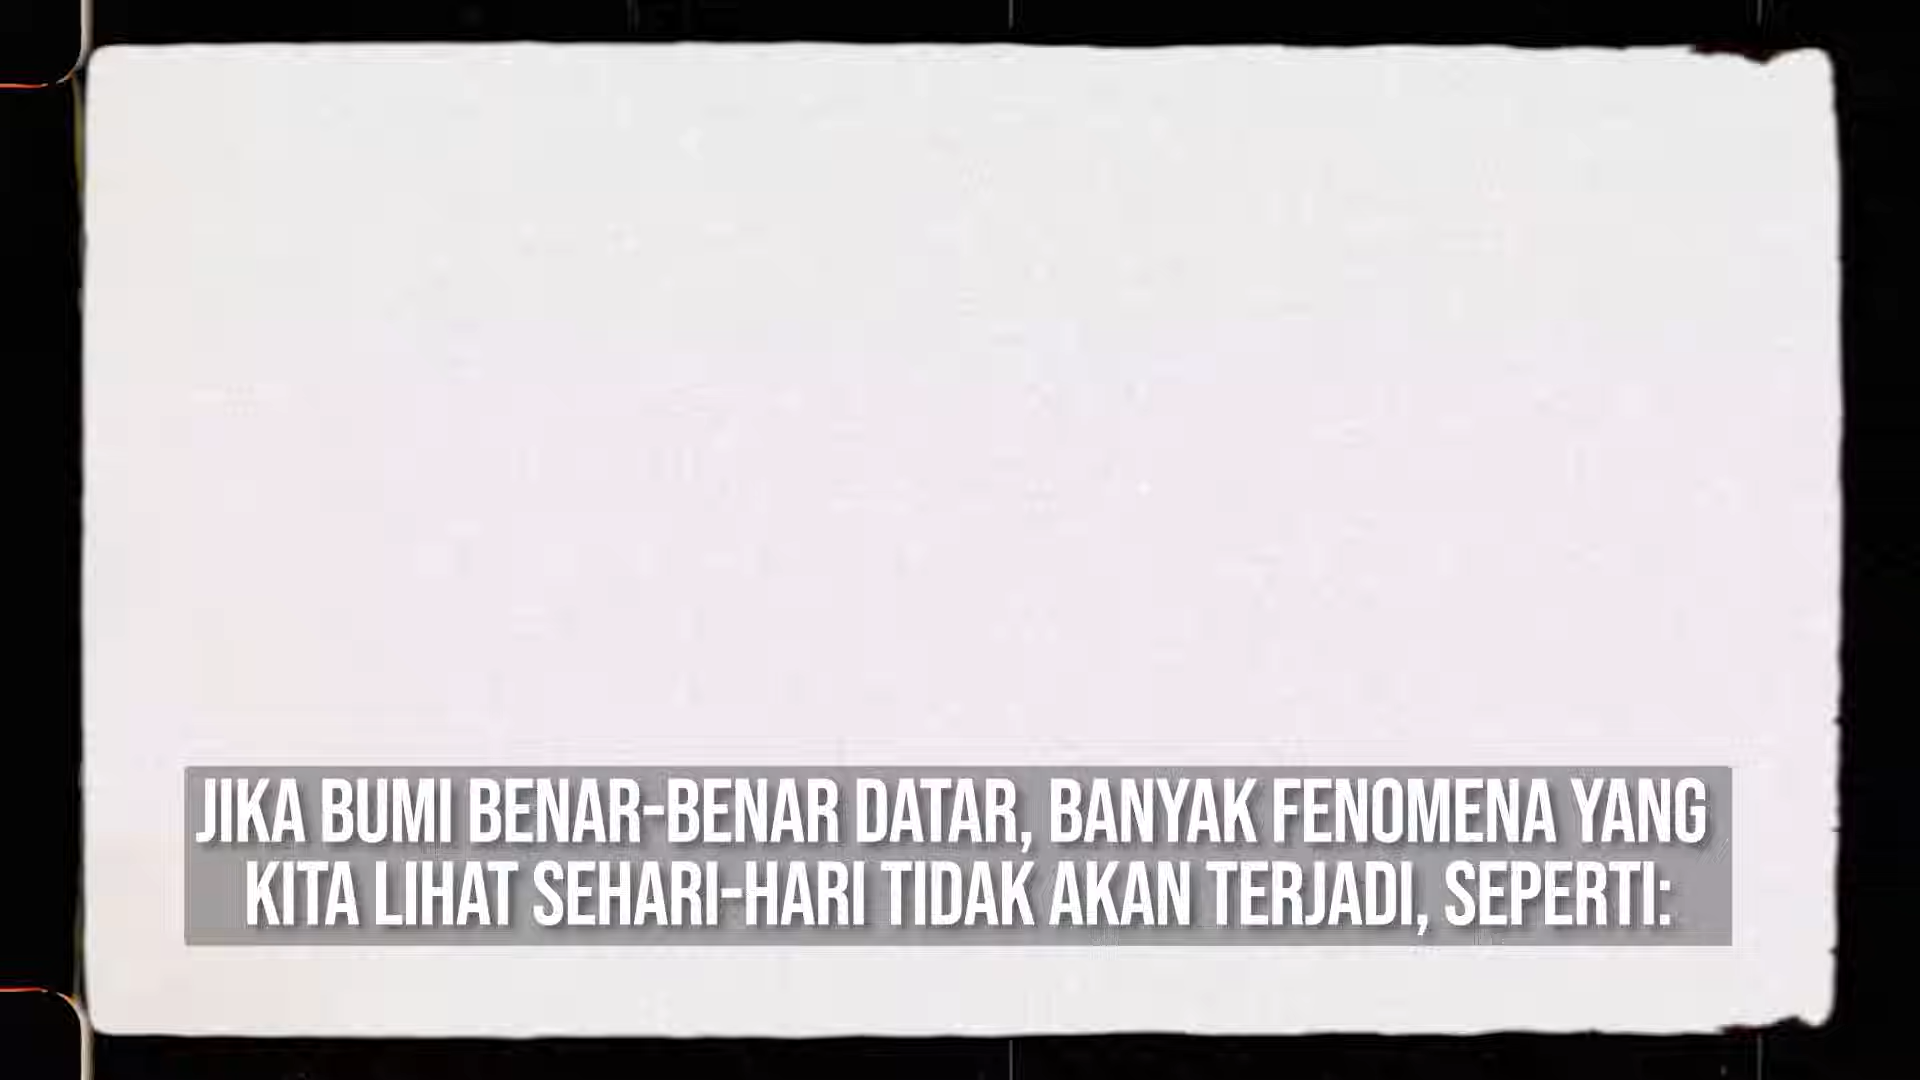 JIKA BUMI BENAR-BENAR DATAR, BANYAK FENOMENA YANG
KITA LIHAT SEHARI-HARI TIDAK AKAN TERJADI, SEPERTI: